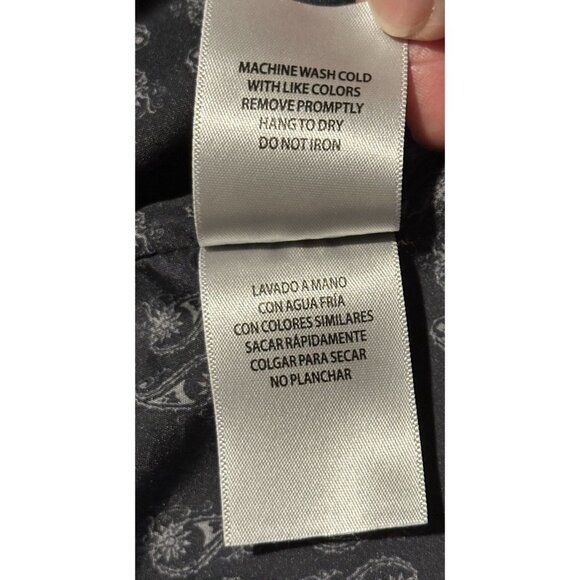 MACHINE WASH COLD
WITH LIKE COLORS
REMOVE PROMPTLY
HANG TO DRY
DO NOT IRON
LAVADO A MANO
CON AGUA FRÍA
CON COLORES SIMILARES
SACAR RÁPIDAMENTE
COLGAR PARA SECAR
NO PLANCHAR